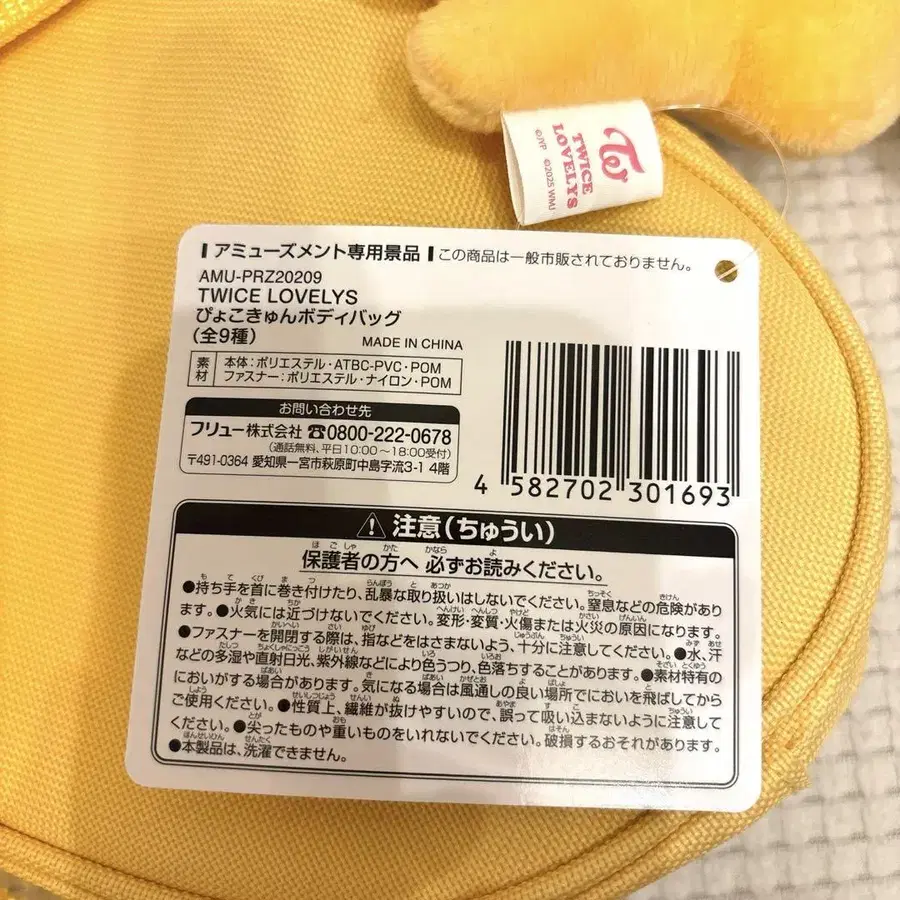 TWICE
LOVELYS
©JYP ©2025 WMJ
アミューズメント専用景品 この商品は一般市販されておりません。
AMU-PRZ20209
TWICE LOVELYS
ぴょこきゅんボディバッグ
(全9種)
MADE IN CHINA
素材
本体:ポリエステル・ATBC-PVC・POM
ファスナー:ポリエステル・ナイロン・POM
お問い合わせ先
フリュー株式会社 ☎0800-222-0678
(通話無料、平日10:00〜18:00受付)
〒491-0364 愛知県一宮市萩原町中島字流3-1 4階
4 582702 301693
注意(ちゅうい)
保護者の方へ 必ずお読みください。
●持ち手を首に巻き付けたり、乱暴な取り扱いはしないでください。窒息などの危険があり
ます。●火気には近づけないでください。変形・変質・火傷または火災の原因になります。
●ファスナーを開閉する際は、指などをはさまないよう、十分に注意してください。●水、汗
などの多湿や直射日光、紫外線などにより色うつり、色落ちすることがあります。●素材特有の
においがする場合があります。気になる場合は風通しの良い場所でにおいを飛ばしてから
ご使用ください。●性質上、繊維が抜けやすいので、誤って吸い込まないように注意して
ください。●尖ったものや重いものをいれないでください。破損するおそれがあります。
●本製品は、洗濯できません。